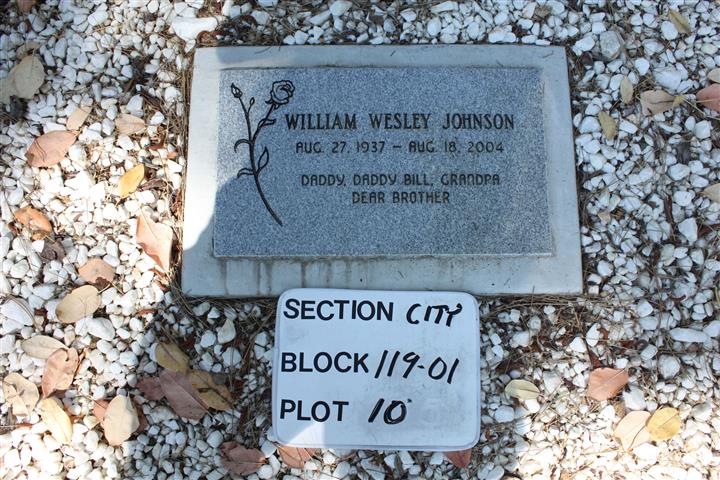 WILLIAM WESLEY JOHNSON
AUG. 27, 1937 – AUG. 18, 2004
DADDY, DADDY BILL, GRANDPA
DEAR BROTHER
SECTION CITY
BLOCK 119-01
PLOT 10